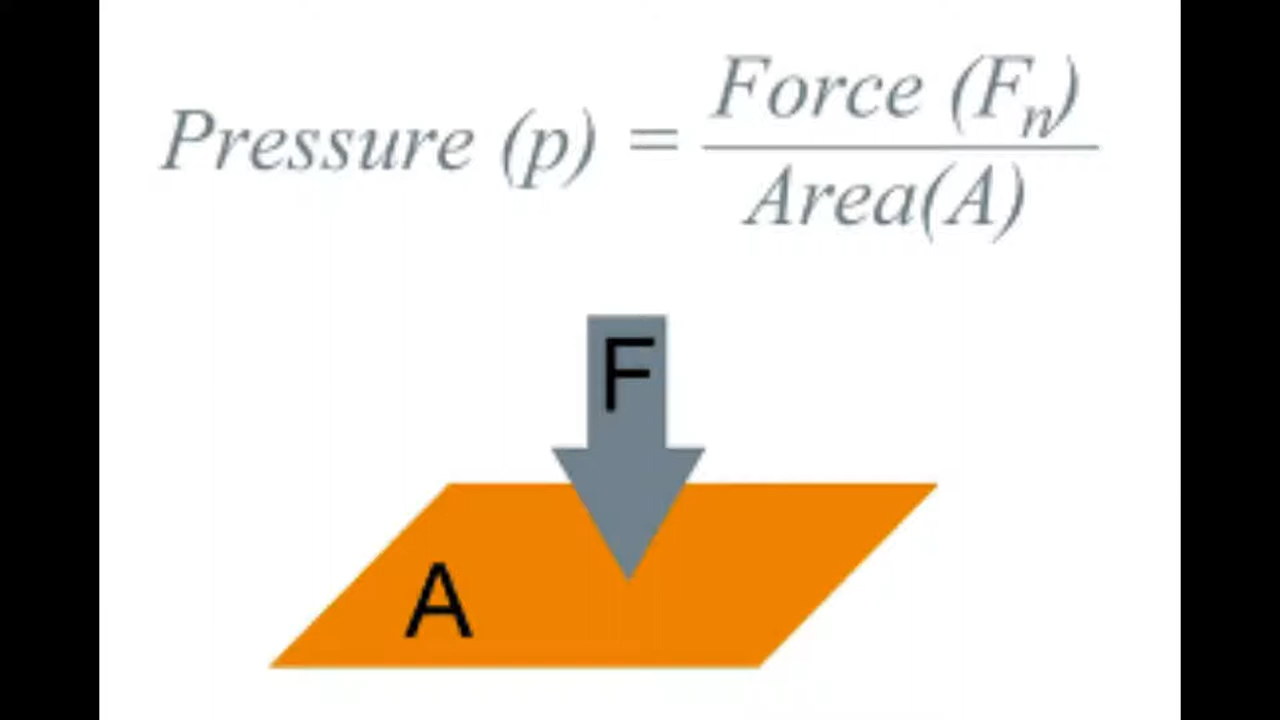 Pressure (p) = Force (Fₙ) / Area(A)
F
A